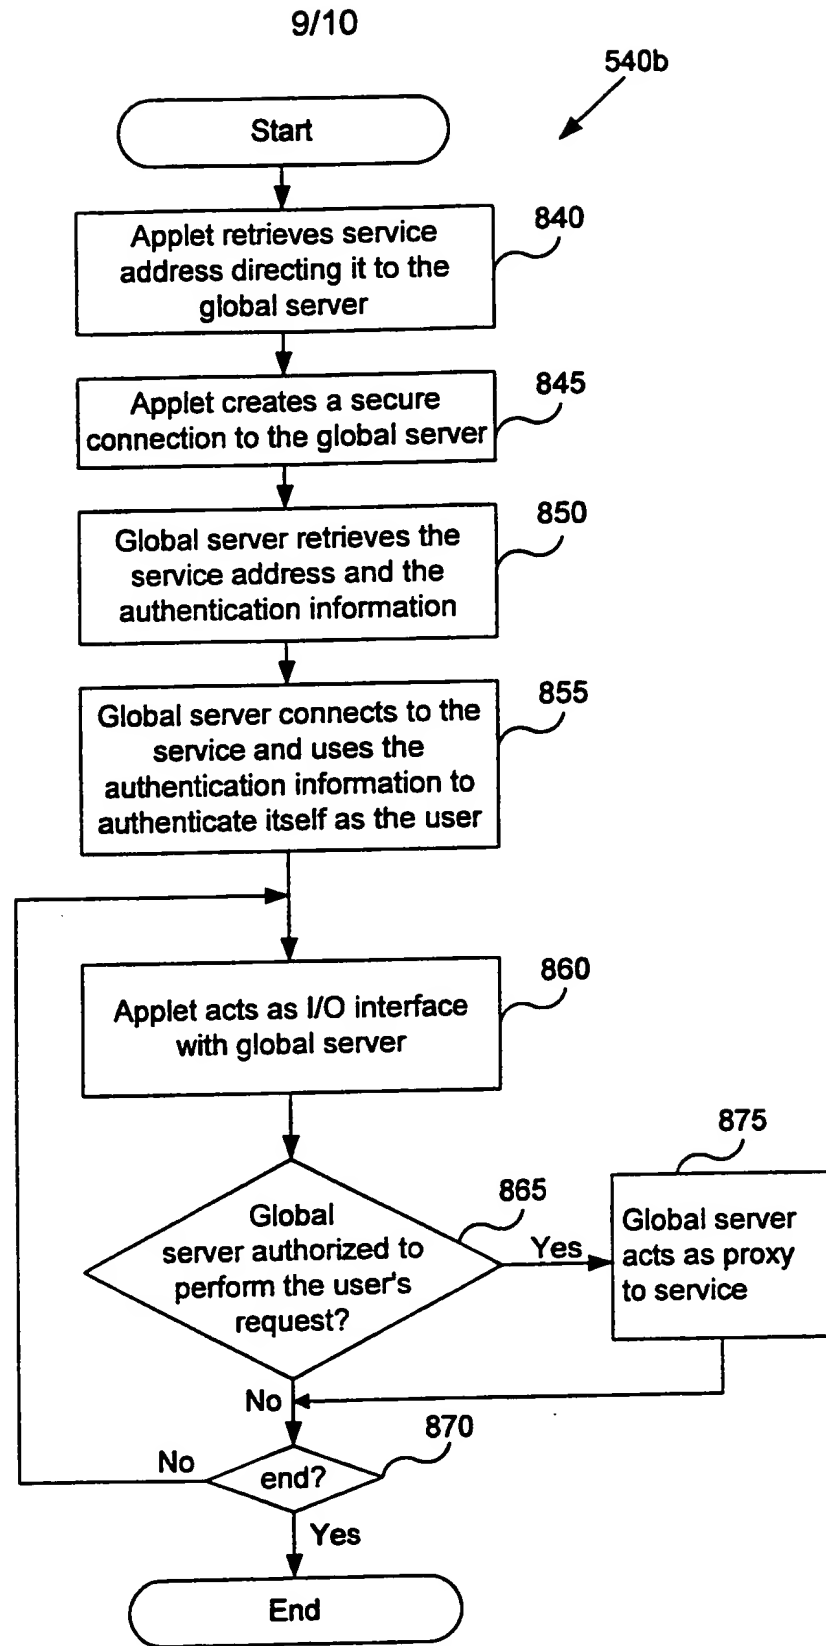 9/10
540b
Start
Applet retrieves service
address directing it to the
global server
840
Applet creates a secure
connection to the global server
845
Global server retrieves the
service address and the
authentication information
850
Global server connects to the
service and uses the
authentication information to
authenticate itself as the user
855
Applet acts as I/O interface
with global server
860
Global
server authorized to
perform the user's
request?
865
Yes
Global server
acts as proxy
to service
875
No
end?
870
No
Yes
End